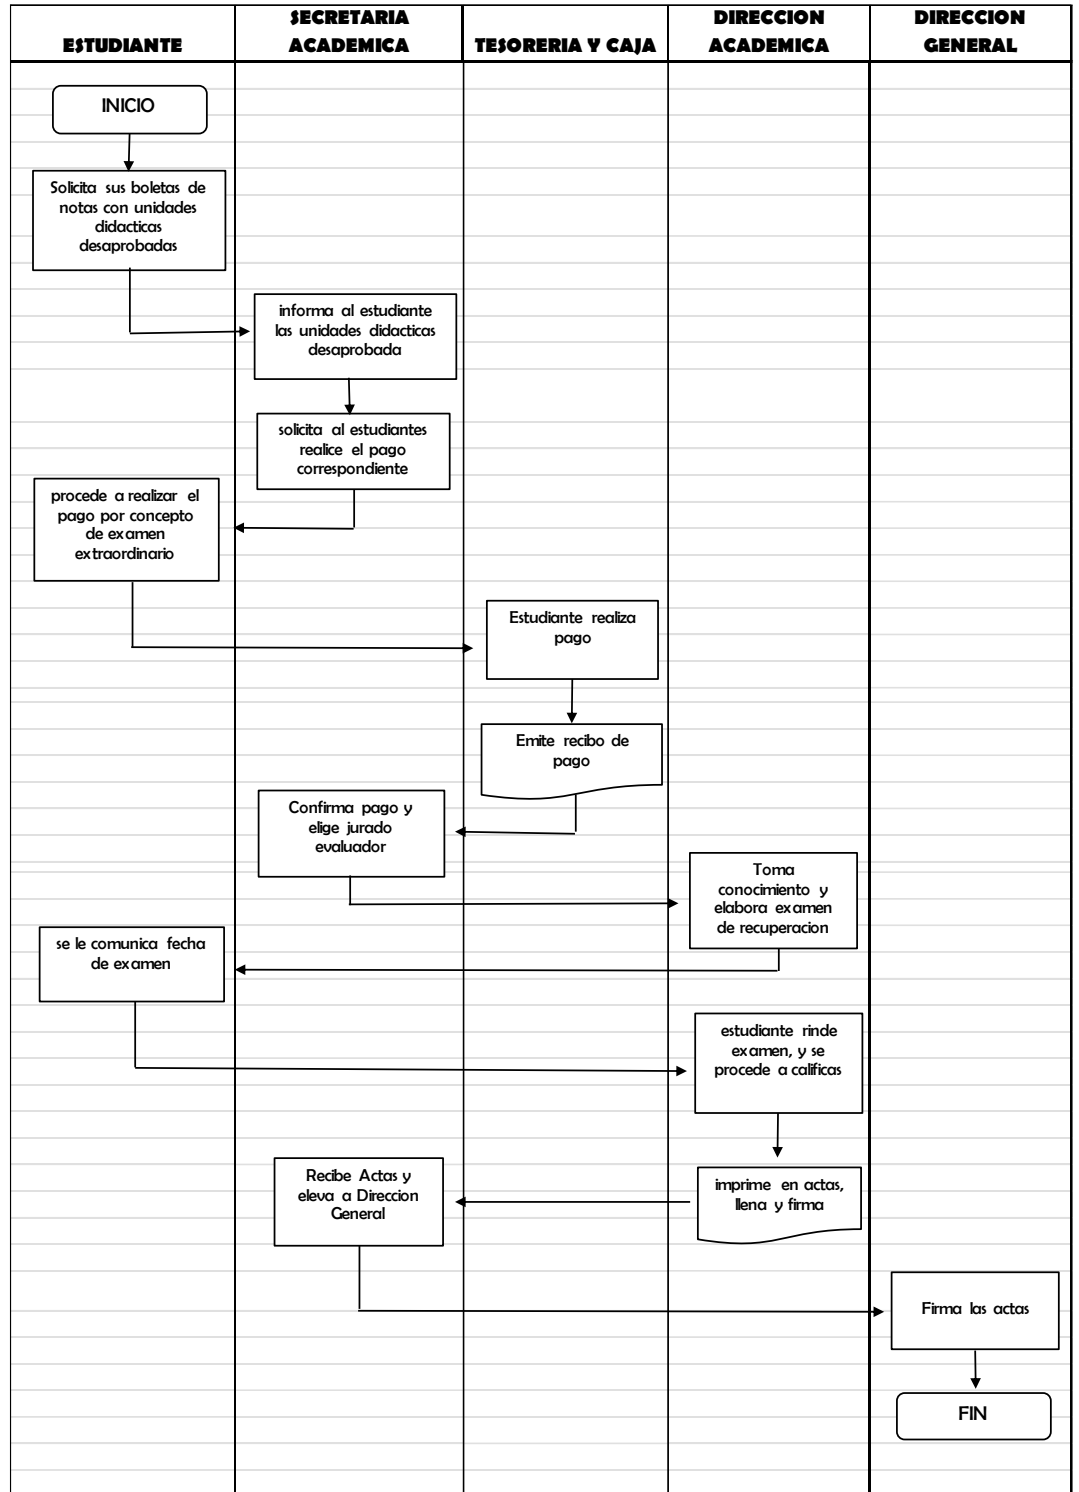 ESTUDIANTE
SECRETARIA
ACADEMICA
TESORERIA Y CAJA
DIRECCION
ACADEMICA
DIRECCION
GENERAL
INICIO
Solicita sus boletas de
notas con unidades
didacticas
desaprobadas
informa al estudiante
las unidades didacticas
desaprobada
solicita al estudiantes
realice el pago
correspondiente
procede a realizar el
pago por concepto
de examen
extraordinario
Estudiante realiza
pago
Emite recibo de
pago
Confirma pago y
elige jurado
evaluador
Toma
conocimiento y
elabora examen
de recuperacion
se le comunica fecha
de examen
estudiante rinde
examen, y se
procede a calificas
imprime en actas,
llena y firma
Recibe Actas y
eleva a Direccion
General
Firma las actas
FIN